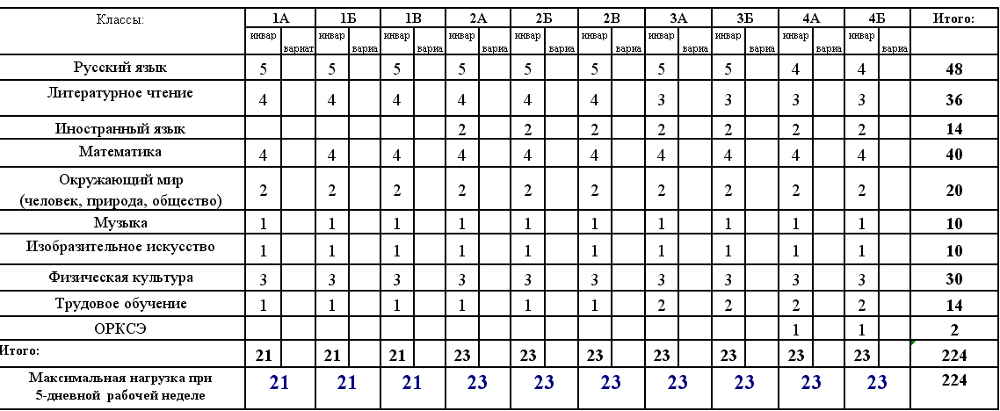 Классы: 1А 1Б 1В 2А 2Б 2В 3А 3Б 4А 4Б Итого:
инвар инвар инвар инвар инвар инвар инвар инвар инвар инвар
вариат вариа вариа вариа вариа вариа вариа вариа вариа вариа
Русский язык 5 5 5 5 5 5 5 5 4 4 48
Литературное чтение 4 4 4 4 4 4 3 3 3 3 36
Иностранный язык 2 2 2 2 2 2 2 14
Математика 4 4 4 4 4 4 4 4 4 4 40
Окружающий мир
(человек, природа, общество) 2 2 2 2 2 2 2 2 2 2 20
Музыка 1 1 1 1 1 1 1 1 1 1 10
Изобразительное искусство 1 1 1 1 1 1 1 1 1 1 10
Физическая культура 3 3 3 3 3 3 3 3 3 3 30
Трудовое обучение 1 1 1 1 1 1 2 2 2 2 14
ОРКСЭ 1 1 2
Итого: 21 21 21 23 23 23 23 23 23 23 224
Максимальная нагрузка при
5-дневной рабочей неделе 21 21 21 23 23 23 23 23 23 23 224